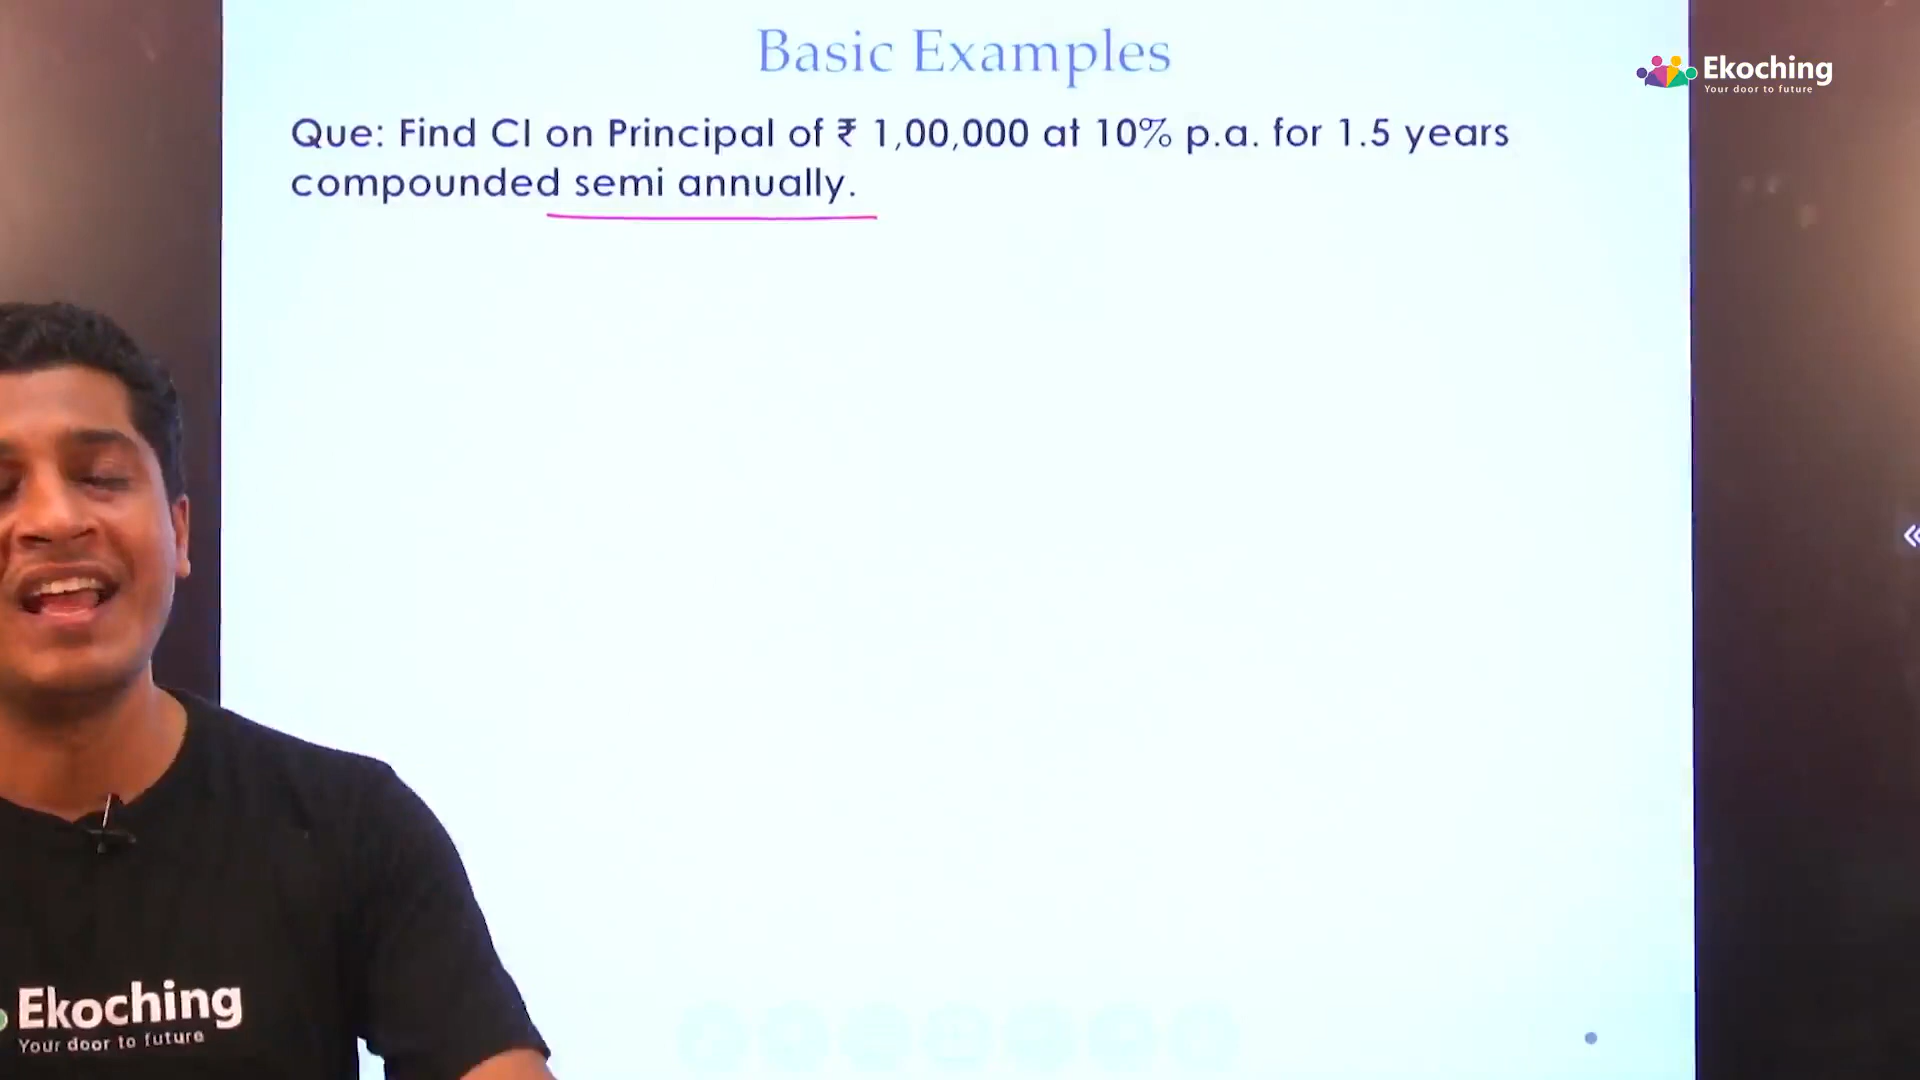 Basic Examples
Ekoching
Your door to future
Que: Find CI on Principal of ₹ 1,00,000 at 10% p.a. for 1.5 years
compounded semi annually.
Ekoching
Your door to future